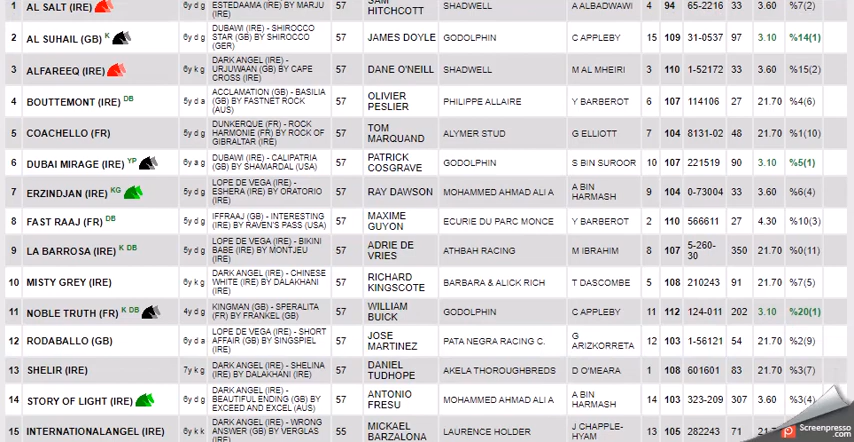 1 AL SALT (IRE) 6y d g ESTEDAAMA (IRE) BY MARJU (IRE) 57 SAM HITCHCOTT SHADWELL A ALBADWAWI 4 94 65-2216 33 3.60 %7(2)
2 AL SUHAIL (GB) K 6y d g DUBAWI (IRE) - SHIROCCO STAR (GB) BY SHIROCCO (GER) 57 JAMES DOYLE GODOLPHIN C APPLEBY 15 109 31-0537 97 3.10 %14(1)
3 ALFAREEQ (IRE) 6y k g DARK ANGEL (IRE) - URJUWAAN (GB) BY CAPE CROSS (IRE) 57 DANE O'NEILL SHADWELL M AL MHEIRI 3 110 1-52172 33 3.60 %15(2)
4 BOUTTEMONT (IRE) DB 5y d a ACCLAMATION (GB) - BASILIA (GB) BY FASTNET ROCK (AUS) 57 OLIVIER PESLIER PHILIPPE ALLAIRE Y BARBEROT 6 107 114106 27 21.70 %4(6)
5 COACHELLO (FR) 5y d g DUNKERQUE (FR) - ROCK HARMONIE (FR) BY ROCK OF GIBRALTAR (IRE) 57 TOM MARQUAND ALYMER STUD G ELLIOTT 7 104 8131-02 48 21.70 %1(10)
6 DUBAI MIRAGE (IRE) YP 6y a g DUBAWI (IRE) - CALIPATRIA (GB) BY SHAMARDAL (USA) 57 PATRICK COSGRAVE GODOLPHIN S BIN SUROOR 10 107 221519 90 3.10 %5(1)
7 ERZINDJAN (IRE) KG 5y d g LOPE DE VEGA (IRE) - ESHERA (IRE) BY ORATORIO (IRE) 57 RAY DAWSON MOHAMMED AHMAD ALI A A BIN HARMASH 9 104 0-73004 33 3.60 %6(4)
8 FAST RAAJ (FR) DB 5y d g IFFRAAJ (GB) - INTERESTING (IRE) BY RAVEN'S PASS (USA) 57 MAXIME GUYON ECURIE DU PARC MONCE Y BARBEROT 2 110 566611 27 4.30 %10(3)
9 LA BARROSA (IRE) K DB 5y d g LOPE DE VEGA (IRE) - BIKINI BABE (IRE) BY MONTJEU (IRE) 57 ADRIE DE VRIES ATHBAH RACING M IBRAHIM 8 107 5-260-30 350 21.70 %0(11)
10 MISTY GREY (IRE) 6y k g DARK ANGEL (IRE) - CHINESE WHITE (IRE) BY DALAKHANI (IRE) 57 RICHARD KINGSCOTE BARBARA & ALICK RICH T DASCOMBE 5 108 210243 91 21.70 %7(5)
11 NOBLE TRUTH (FR) K DB 4y d g KINGMAN (GB) - SPERALITA (FR) BY FRANKEL (GB) 57 WILLIAM BUICK GODOLPHIN C APPLEBY 11 112 124-011 202 3.10 %20(1)
12 RODABALLO (GB) 6y d a LOPE DE VEGA (IRE) - SHORT AFFAIR (GB) BY SINGSPIEL (IRE) 57 JOSE MARTINEZ PATA NEGRA RACING C. G ARIZKORRETA 12 103 1-56121 54 21.70 %2(9)
13 SHELIR (IRE) 7y k g DARK ANGEL (IRE) - SHELINA (IRE) BY DALAKHANI (IRE) 57 DANIEL TUDHOPE AKELA THOROUGHBREDS D O'MEARA 1 108 601601 83 21.70 %3(7)
14 STORY OF LIGHT (IRE) 6y d g DARK ANGEL (IRE) - BEAUTIFUL ENDING (GB) BY EXCEED AND EXCEL (AUS) 57 ANTONIO FRESU MOHAMMED AHMAD ALI A A BIN HARMASH 14 103 323-209 307 3.60 %3(4)
15 INTERNATIONALANGEL (IRE) 6y k k DARK ANGEL (IRE) - WRONG ANSWER (GB) BY VERGLAS (IRE) 55 MICKAEL BARZALONA LAURENCE HOLDER J CHAPPLE-HYAM 13 105 282243 71
Screenpresso.com